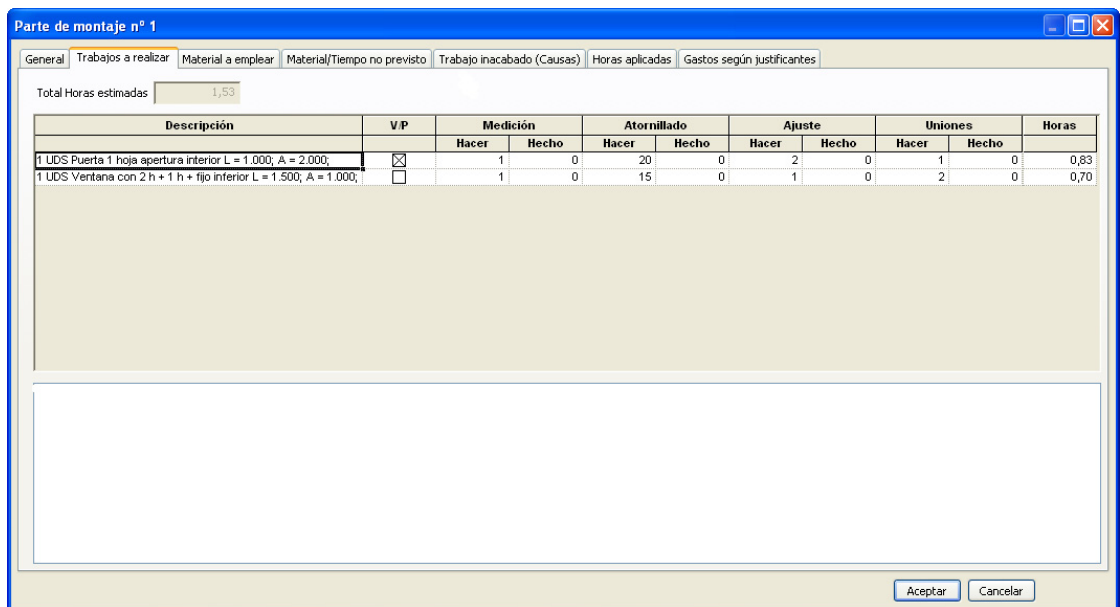 Parte de montaje nº 1
General Trabajos a realizar Material a emplear Material/Tiempo no previsto Trabajo inacabado (Causas) Horas aplicadas Gastos según justificantes
Total Horas estimadas 1,53
Descripción V/P Medición Atornillado Ajuste Uniones Horas
Hacer Hecho Hacer Hecho Hacer Hecho Hacer Hecho
1 UDS Puerta 1 hoja apertura interior L = 1.000; A = 2.000; 1 0 20 0 2 0 1 0 0,83
1 UDS Ventana con 2 h + 1 h + fijo inferior L = 1.500; A = 1.000; 1 0 15 0 1 0 2 0 0,70
Aceptar Cancelar